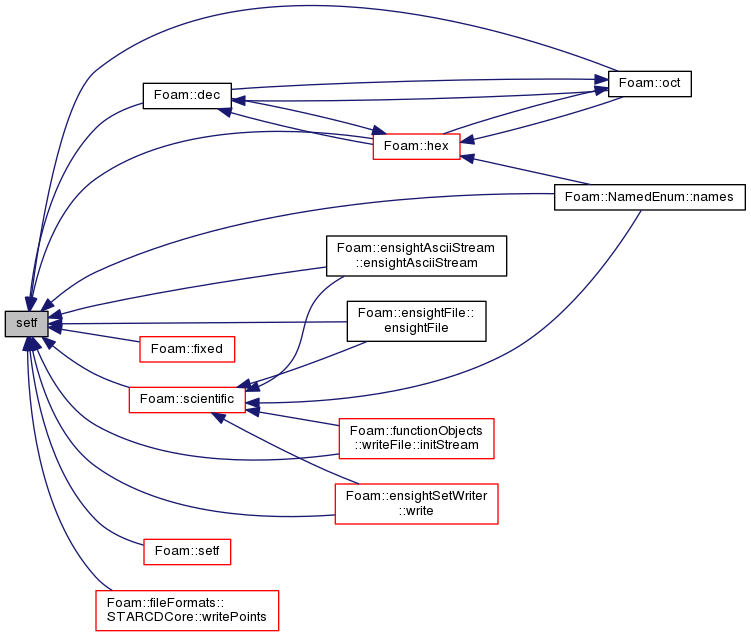 Foam::oct
Foam::dec
Foam::hex
Foam::NamedEnum::names
Foam::ensightAsciiStream
::ensightAsciiStream
Foam::ensightFile::
ensightFile
setf
Foam::fixed
Foam::scientific
Foam::functionObjects
::writeFile::initStream
Foam::ensightSetWriter
::write
Foam::setf
Foam::fileFormats::
STARCDCore::writePoints